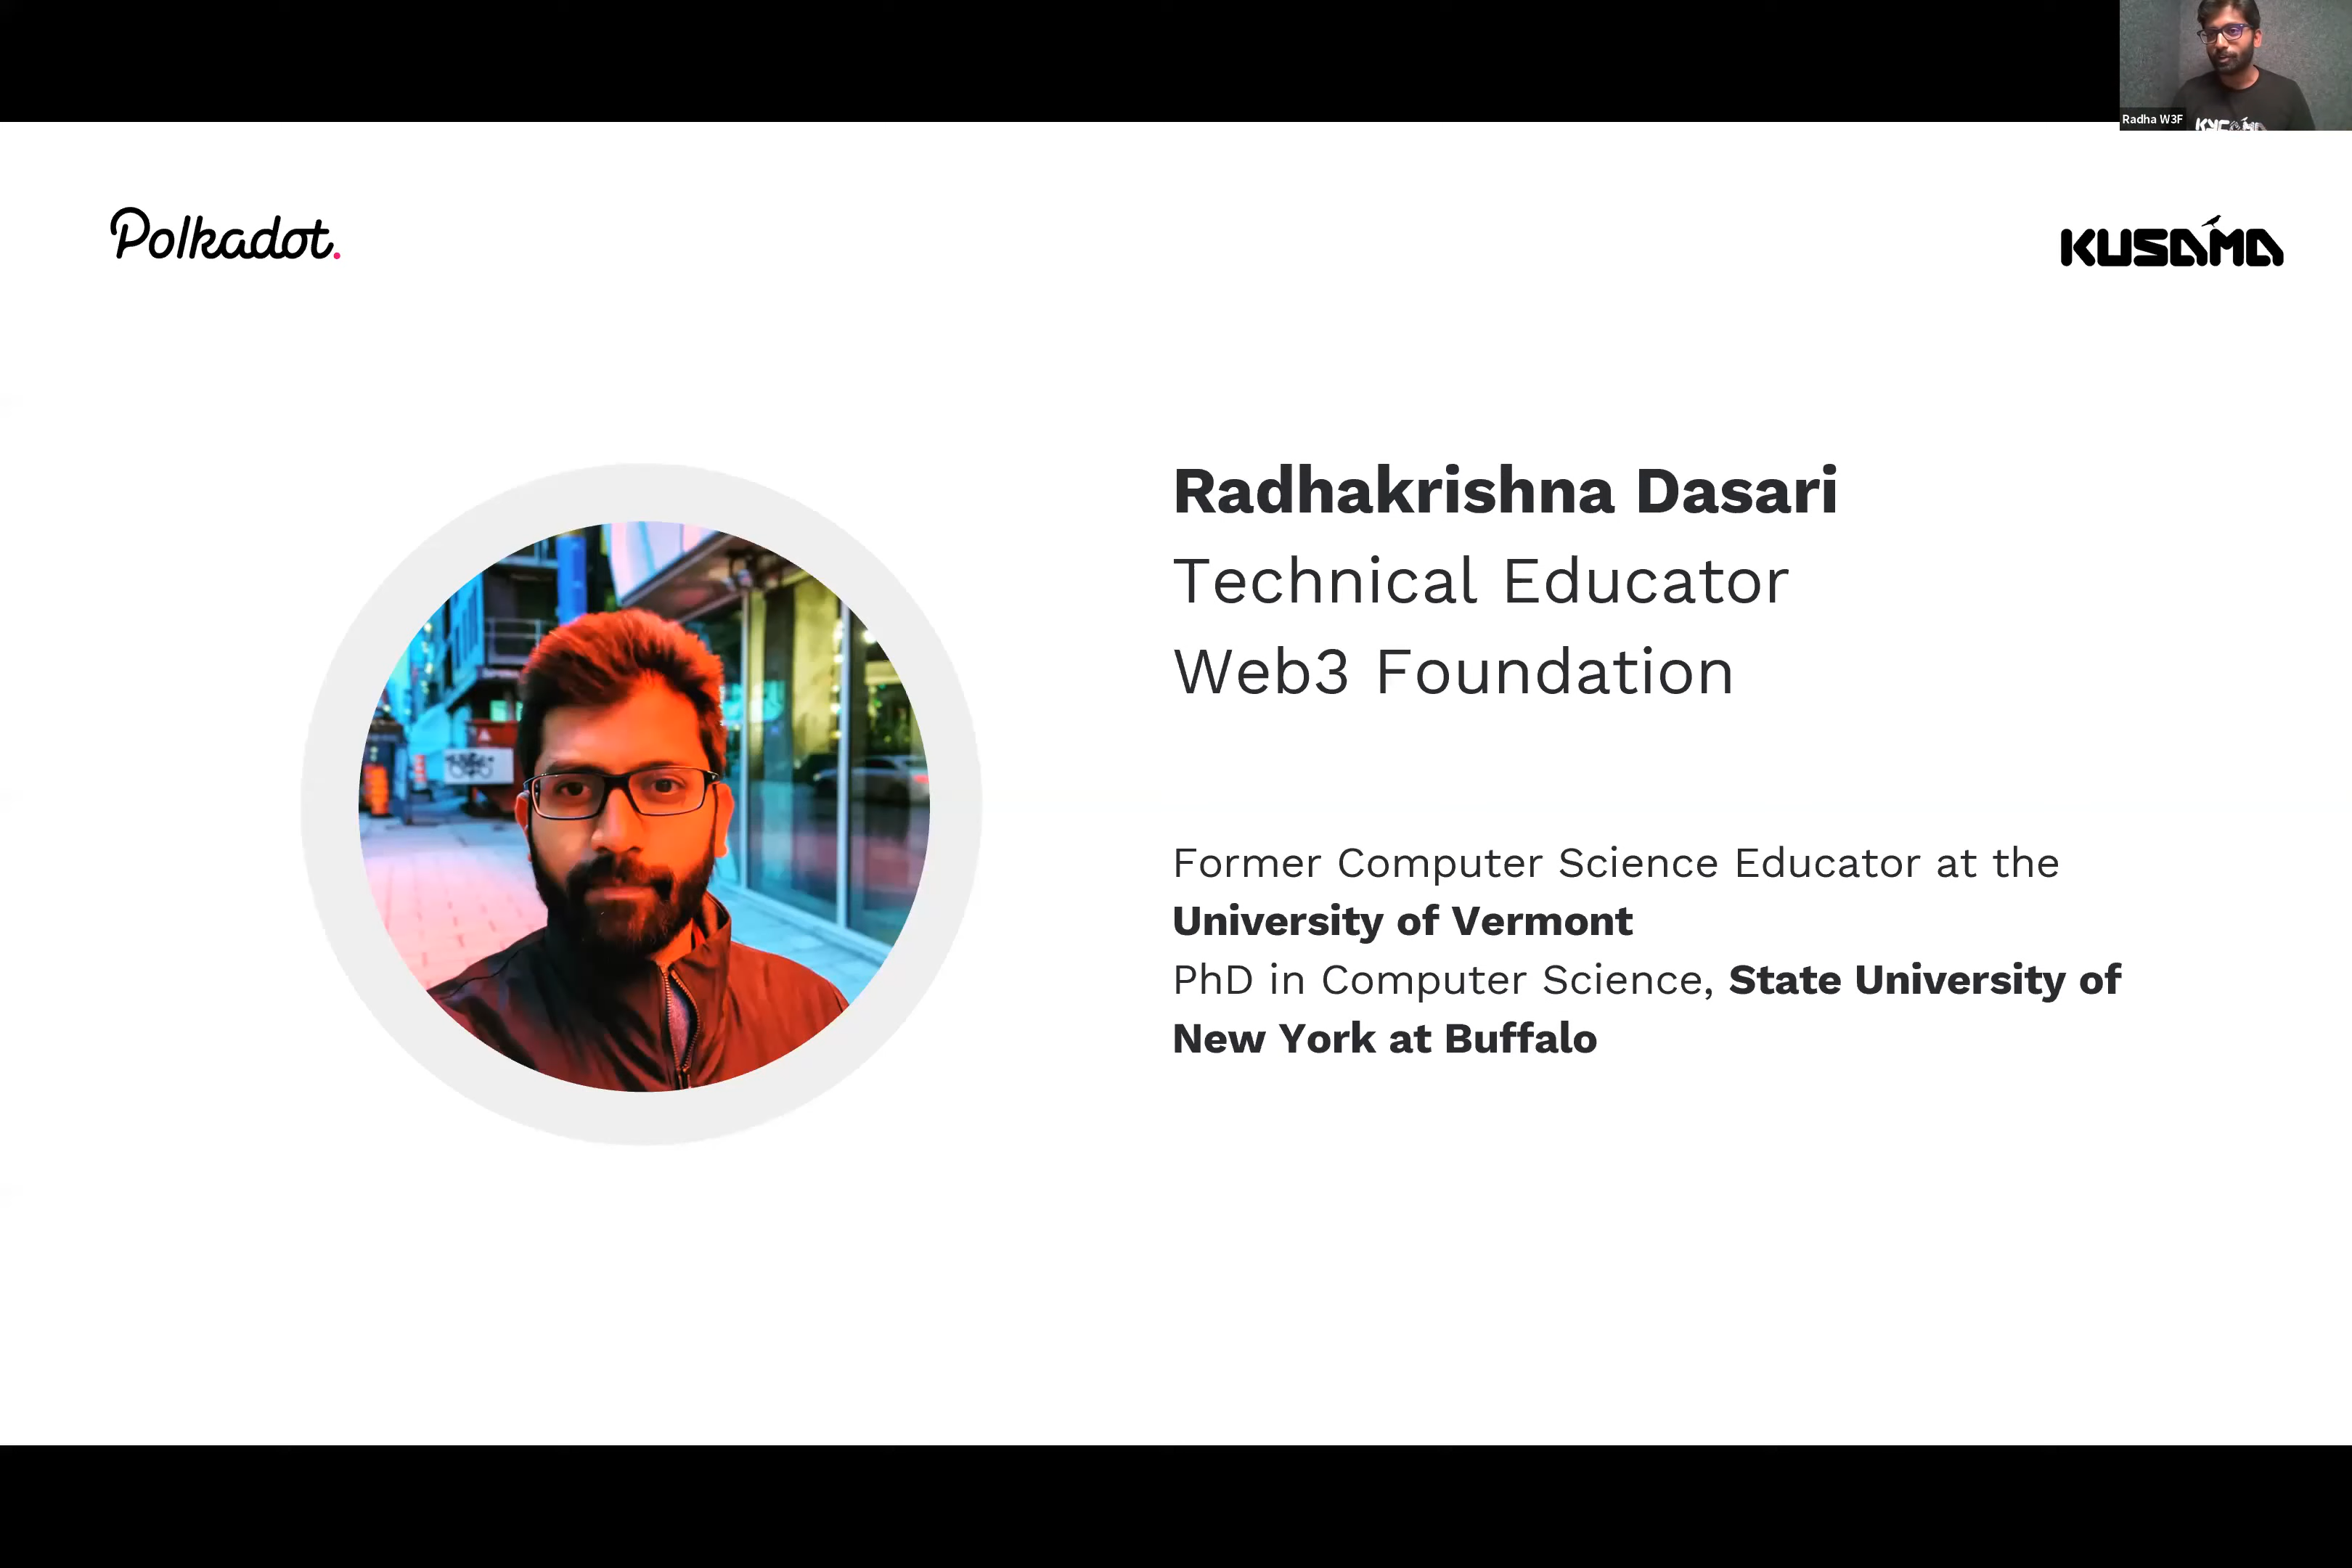 Radha W3F
Polkadot.
KUSAMA
Radhakrishna Dasari
Technical Educator
Web3 Foundation
Former Computer Science Educator at the
University of Vermont
PhD in Computer Science, State University of
New York at Buffalo